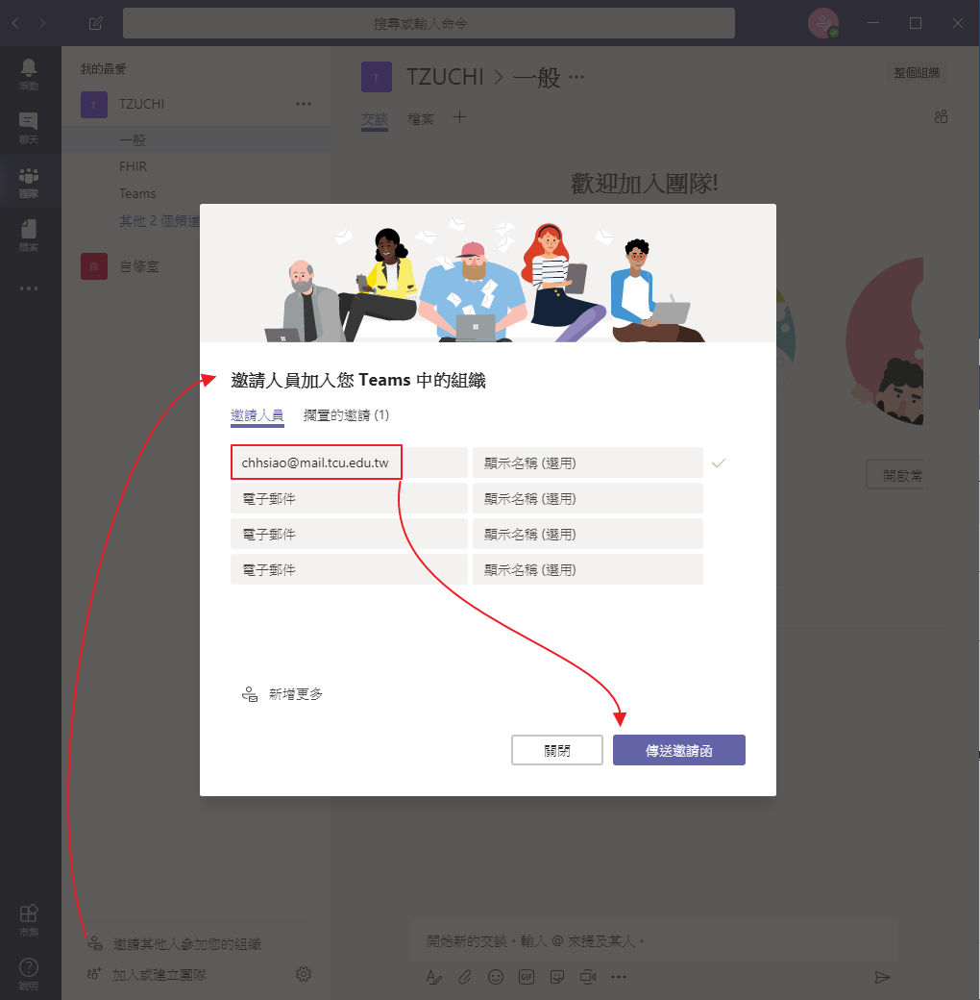 搜尋或輸入命令
活動
聊天
團隊
檔案
市集
說明
我的最愛
T TZUCHI
一般
FHIR
Teams
其他 2 個頻道
自 自修室
邀請其他人參加您的組織
加入或建立團隊
T TZUCHI > 一般 ...
整個組織
交談 檔案 +
歡迎加入團隊!
邀請人員加入您 Teams 中的組織
邀請人員 擱置的邀請 (1)
chhsiao@mail.tcu.edu.tw 顯示名稱 (選用)
電子郵件 顯示名稱 (選用)
電子郵件 顯示名稱 (選用)
電子郵件 顯示名稱 (選用)
新增更多
關閉 傳送邀請函
開啟常
開始新的交談。輸入 @ 來提及某人。
GIF